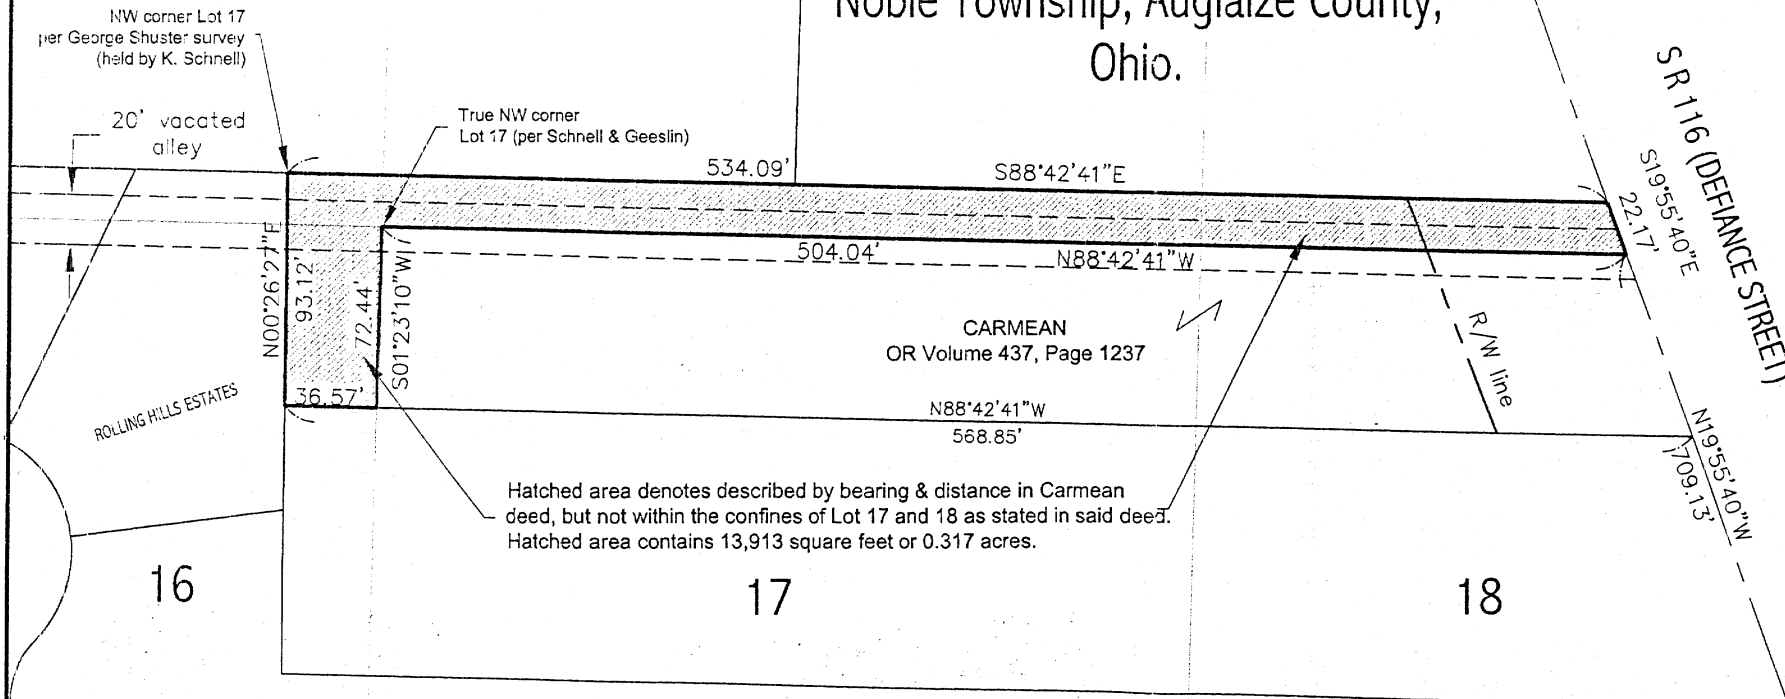 Noble Township, Auglaize County,
Ohio.
NW corner Lot 17
per George Shuster survey
(held by K. Schnell)
20' vacated
alley
True NW corner
Lot 17 (per Schnell & Geeslin)
534.09'
S88°42'41"E
S R 116 (DEFIANCE STREET)
S19°55'40"E
22.17'
504.04'
N88°42'41"W
N00°26'27"E
93.12'
72.44'
S01°23'10"W
36.57'
CARMEAN
OR Volume 437, Page 1237
R/W line
ROLLING HILLS ESTATES
N88°42'41"W
568.85'
N19°55'40"W
709.13'
Hatched area denotes described by bearing & distance in Carmean
deed, but not within the confines of Lot 17 and 18 as stated in said deed.
Hatched area contains 13,913 square feet or 0.317 acres.
16
17
18